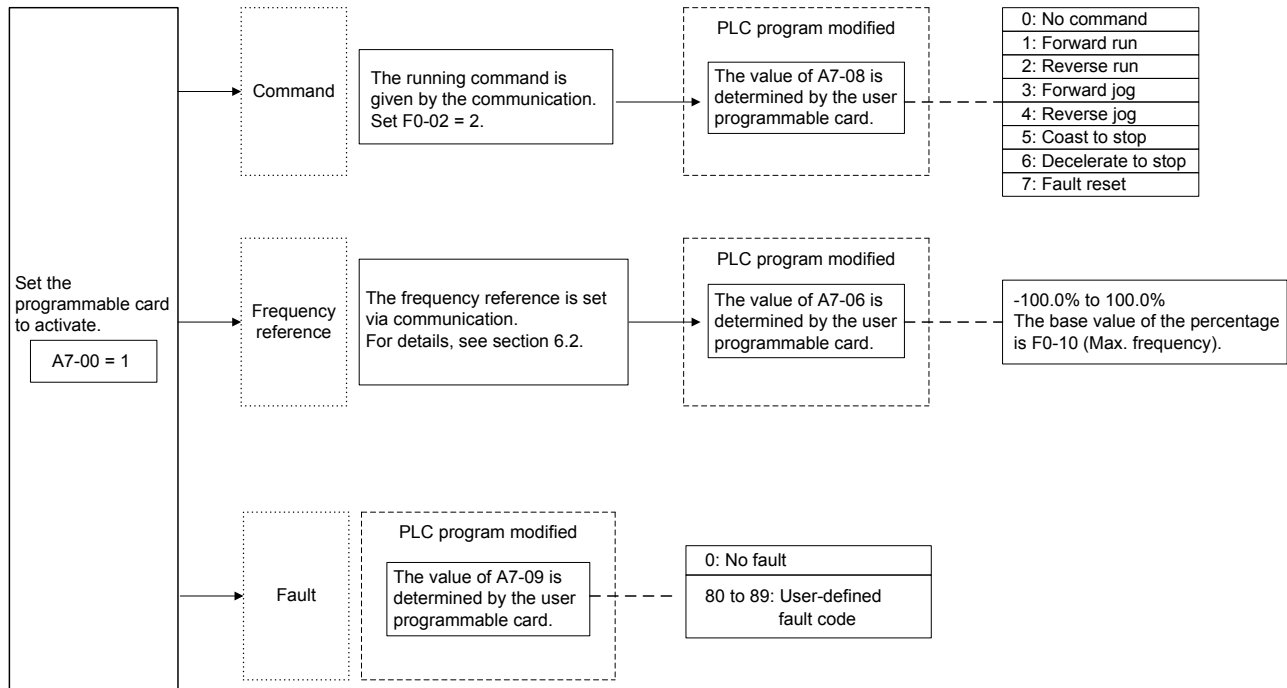 Set the
programmable card
to activate.
A7-00 = 1
Command
The running command is
given by the communication.
Set F0-02 = 2.
PLC program modified
The value of A7-08 is
determined by the user
programmable card.
0: No command
1: Forward run
2: Reverse run
3: Forward jog
4: Reverse jog
5: Coast to stop
6: Decelerate to stop
7: Fault reset
Frequency
reference
The frequency reference is set
via communication.
For details, see section 6.2.
PLC program modified
The value of A7-06 is
determined by the user
programmable card.
-100.0% to 100.0%
The base value of the percentage
is F0-10 (Max. frequency).
Fault
PLC program modified
The value of A7-09 is
determined by the user
programmable card.
0: No fault
80 to 89: User-defined
fault code